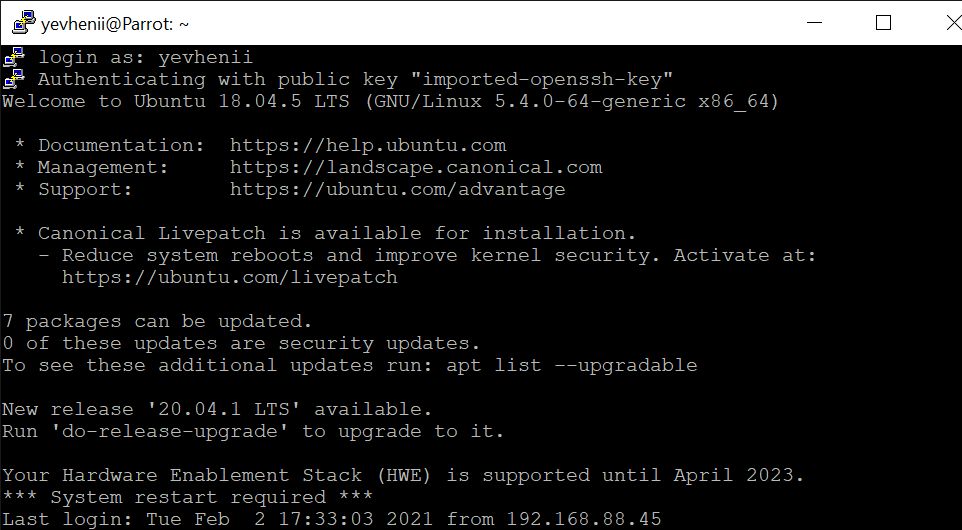 yevhenii@Parrot: ~
login as: yevhenii
Authenticating with public key "imported-openssh-key"
Welcome to Ubuntu 18.04.5 LTS (GNU/Linux 5.4.0-64-generic x86_64)
* Documentation:  https://help.ubuntu.com
* Management:     https://landscape.canonical.com
* Support:        https://ubuntu.com/advantage
* Canonical Livepatch is available for installation.
- Reduce system reboots and improve kernel security. Activate at:
https://ubuntu.com/livepatch
7 packages can be updated.
0 of these updates are security updates.
To see these additional updates run: apt list --upgradable
New release '20.04.1 LTS' available.
Run 'do-release-upgrade' to upgrade to it.
Your Hardware Enablement Stack (HWE) is supported until April 2023.
*** System restart required ***
Last login: Tue Feb  2 17:33:03 2021 from 192.168.88.45